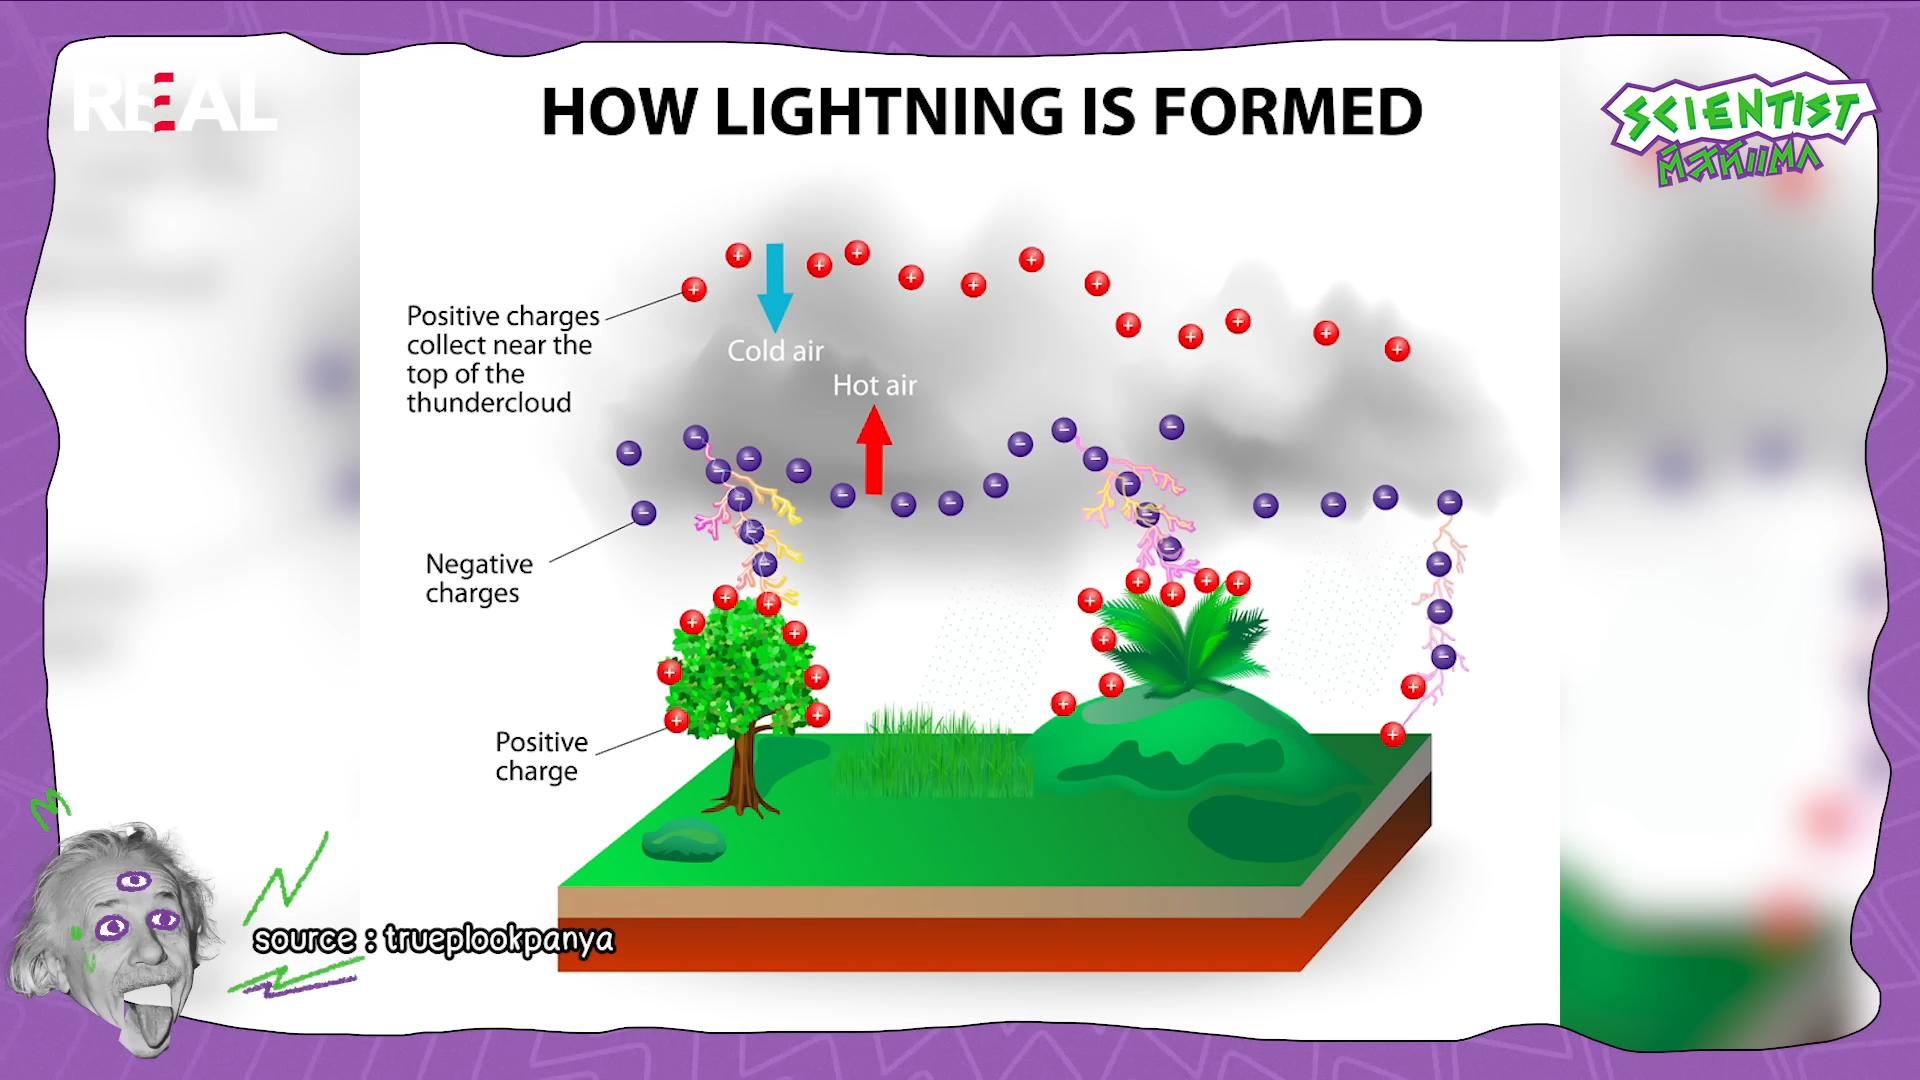 REAL
HOW LIGHTNING IS FORMED
SCIENTIST
Positive charges
collect near the
top of the
thundercloud
Cold air
Hot air
Negative
charges
Positive
charge
source : trueplookpanya